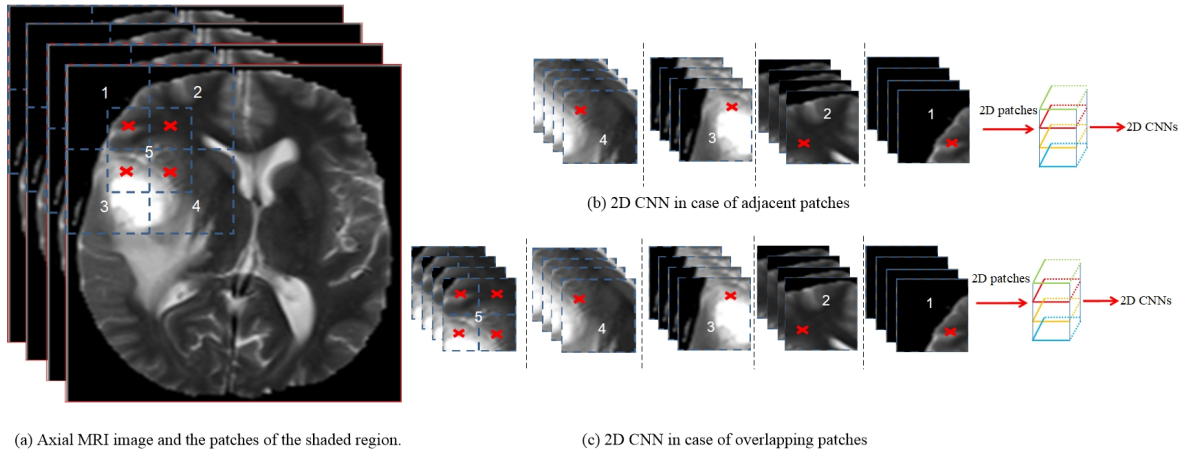 1 2
5
3 4
4 3 2 1 2D patches 2D CNNs
(b) 2D CNN in case of adjacent patches
5 4 3 2 1 2D patches 2D CNNs
(a) Axial MRI image and the patches of the shaded region.
(c) 2D CNN in case of overlapping patches